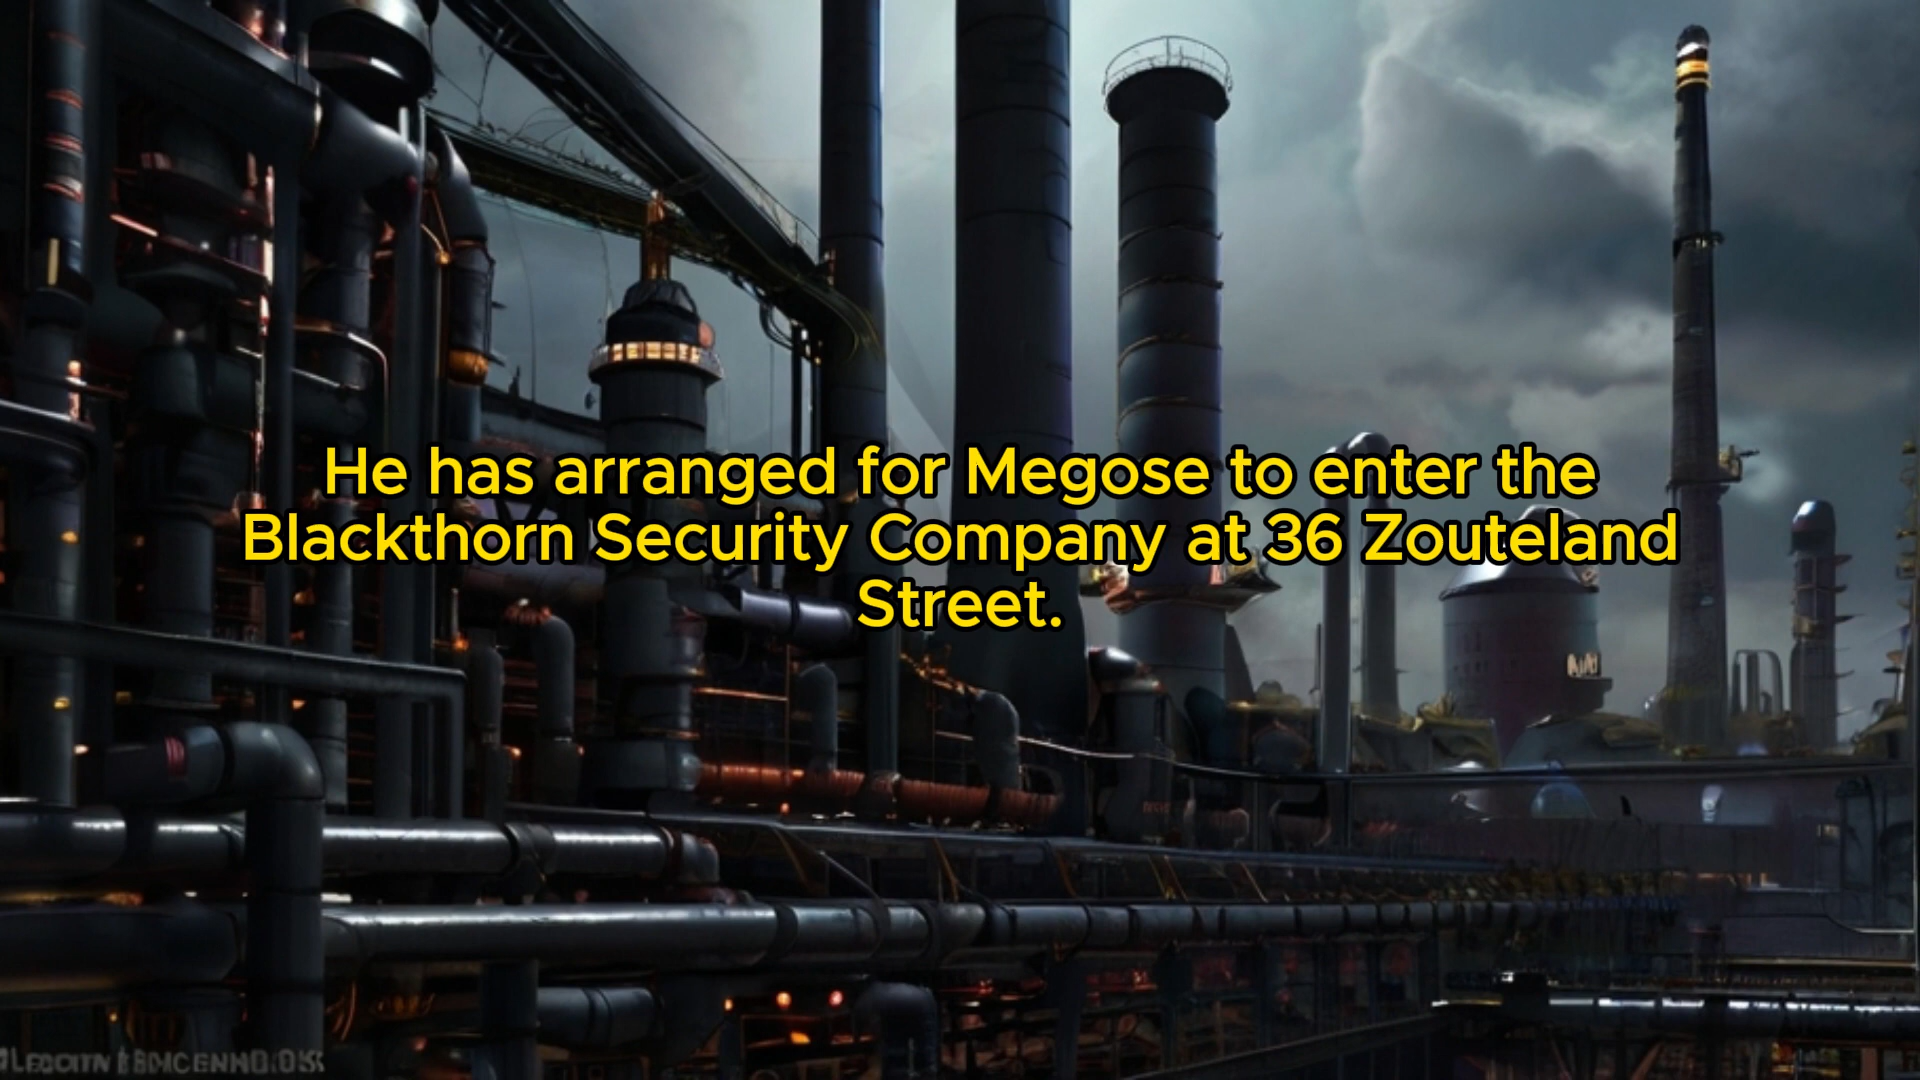 He has arranged for Megose to enter the
Blackthorn Security Company at 36 Zouteland
Street.